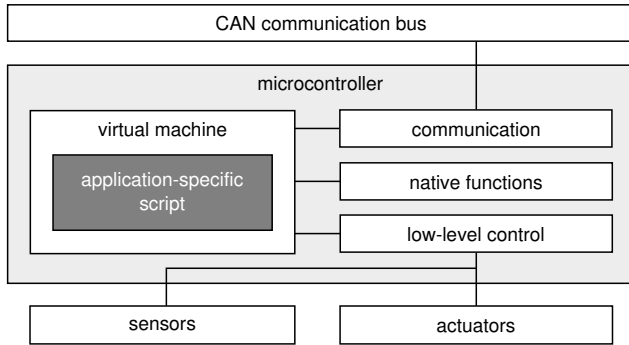 CAN communication bus
microcontroller
virtual machine
communication
application-specific
script
native functions
low-level control
sensors
actuators